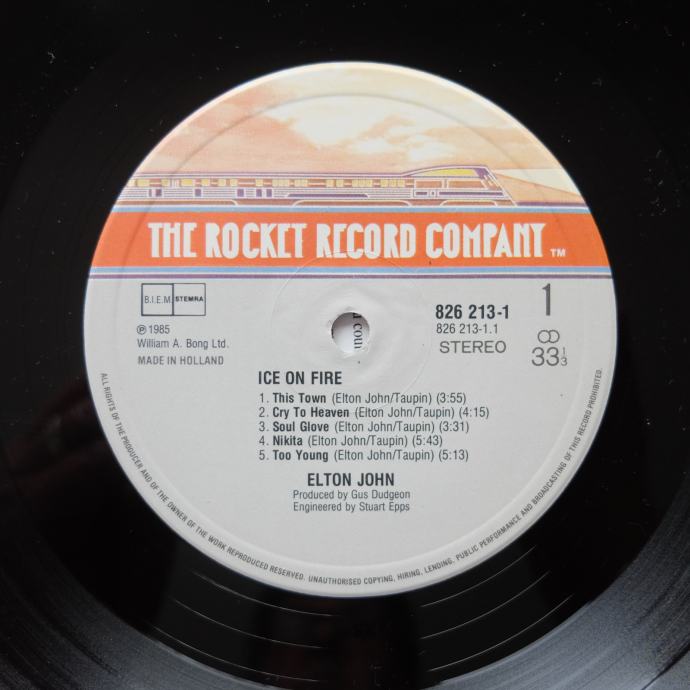 THE ROCKET RECORD COMPANY TM
B.I.E.M. STEMRA
℗ 1985
William A. Bong Ltd.
MADE IN HOLLAND
826 213-1
826 213-1.1
STEREO
1
33 1/3
ICE ON FIRE
1. This Town (Elton John/Taupin) (3:55)
2. Cry To Heaven (Elton John/Taupin) (4:15)
3. Soul Glove (Elton John/Taupin) (3:31)
4. Nikita (Elton John/Taupin) (5:43)
5. Too Young (Elton John/Taupin) (5:13)
ELTON JOHN
Produced by Gus Dudgeon
Engineered by Stuart Epps
ALL RIGHTS OF THE PRODUCER AND OF THE OWNER OF THE WORK REPRODUCED RESERVED. UNAUTHORISED COPYING, HIRING, LENDING, PUBLIC PERFORMANCE AND BROADCASTING OF THIS RECORD PROHIBITED.